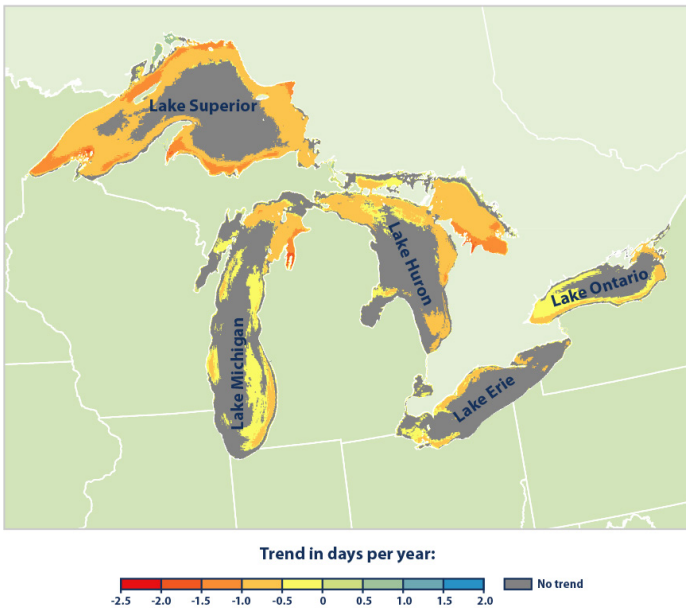 Lake Superior
Lake Huron
Lake Ontario
Lake Michigan
Lake Erie
Trend in days per year:
No trend
-2.5 -2.0 -1.5 -1.0 -0.5 0 0.5 1.0 1.5 2.0